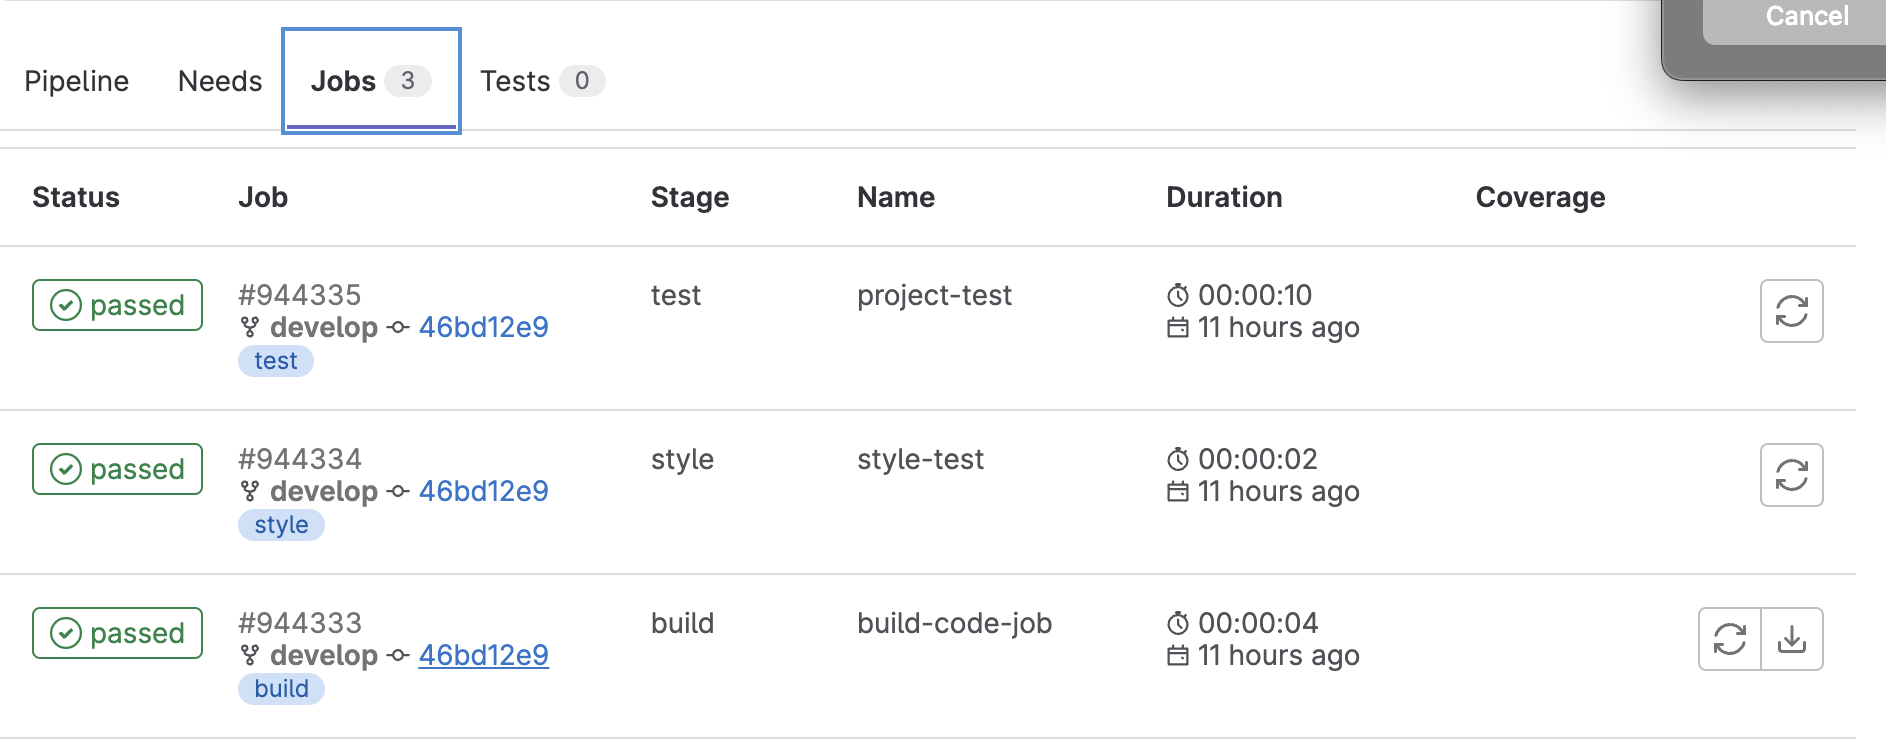 Cancel
Pipeline Needs Jobs 3 Tests 0
Status Job Stage Name Duration Coverage
passed #944335 test project-test 00:00:10
develop 46bd12e9 11 hours ago
test
passed #944334 style style-test 00:00:02
develop 46bd12e9 11 hours ago
style
passed #944333 build build-code-job 00:00:04
develop 46bd12e9 11 hours ago
build